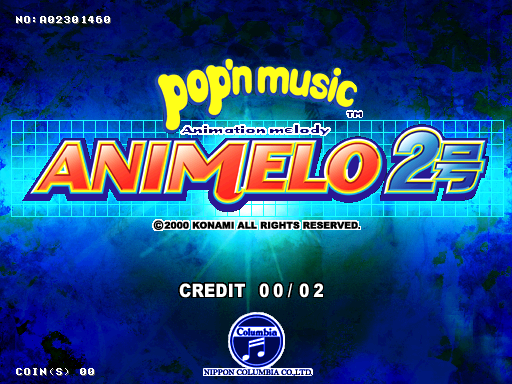 NO:A02301460
pop'n music
TM
Animation melody
ANIMELO 2号
©2000 KONAMI ALL RIGHTS RESERVED.
CREDIT 00/02
Columbia
NIPPON COLUMBIA CO.LTD.
COIN(S) 00